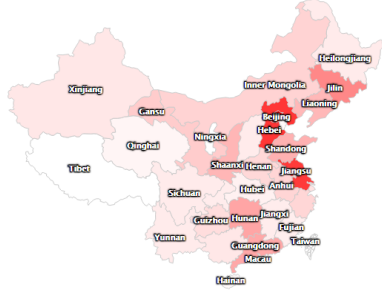 Heilongjiang
Jilin
Inner Mongolia
Xinjiang
Liaoning
Gansu
Beijing
Hebei
Ningxia
Qinghai
Shandong
Shaanxi
Henan
Tibet
Jiangsu
Anhui
Hubei
Sichuan
Jiangxi
Hunan
Guizhou
Fujian
Yunnan
Taiwan
Guangdong
Macau
Hainan